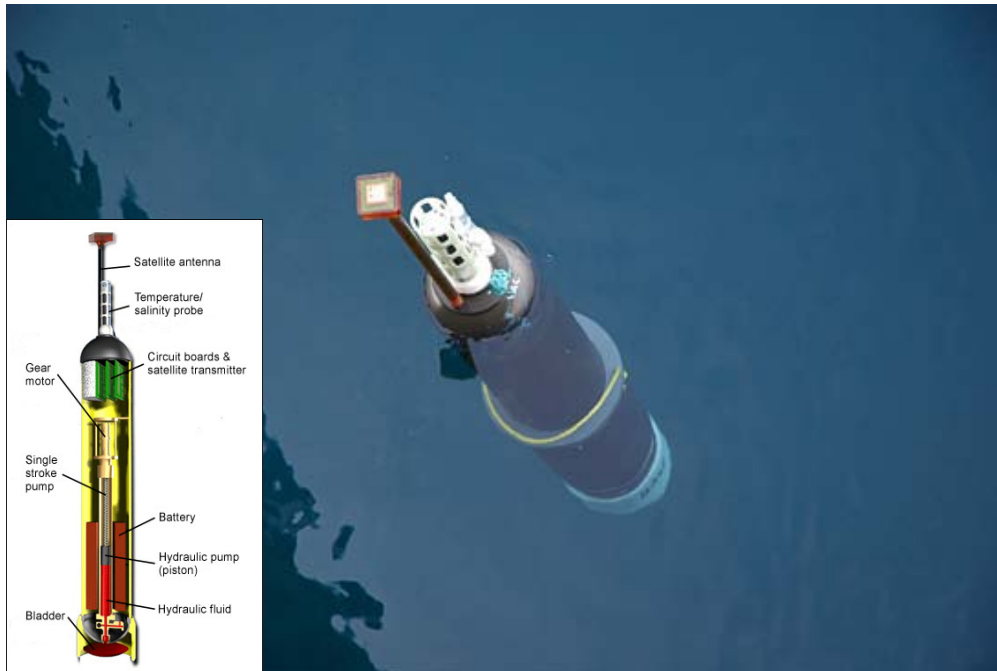 Satellite antenna
Temperature/
salinity probe
Circuit boards &
satellite transmitter
Gear
motor
Single
stroke
pump
Battery
Hydraulic pump
(piston)
Hydraulic fluid
Bladder